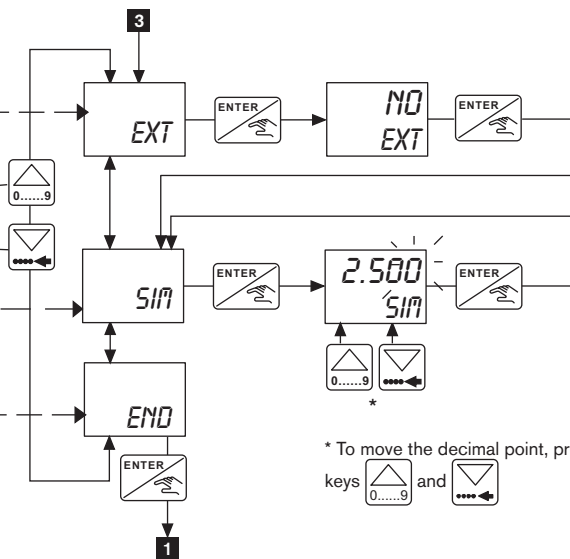 3
EXT
ENTER
NO
EXT
ENTER
0......9
SIM
ENTER
2.500
SIM
ENTER
0......9
*
END
ENTER
* To move the decimal point, pr
keys 0......9 and
1